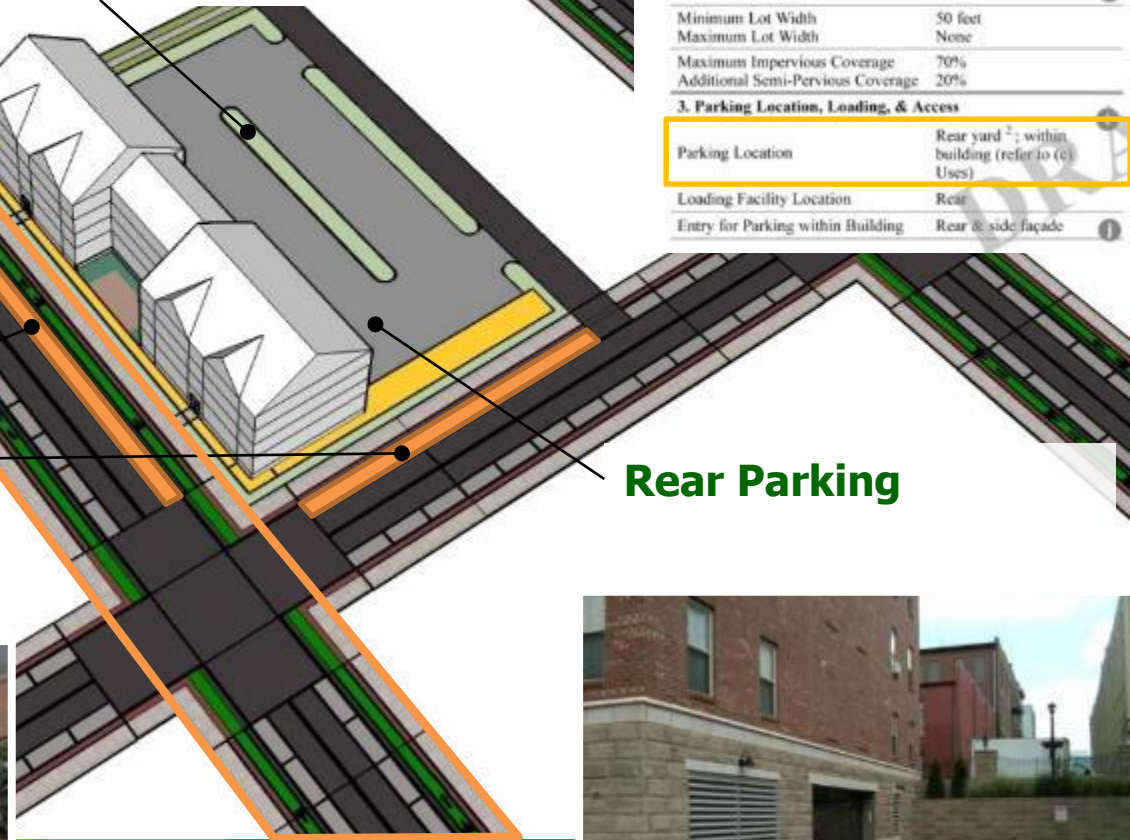 Minimum Lot Width 50 feet
Maximum Lot Width None
Maximum Impervious Coverage 70%
Additional Semi-Pervious Coverage 20%
3. Parking Location, Loading, & Access
Parking Location Rear yard ²; within
building (refer to (c)
Uses)
Loading Facility Location Rear
Entry for Parking within Building Rear & side façade
DRA
Rear Parking